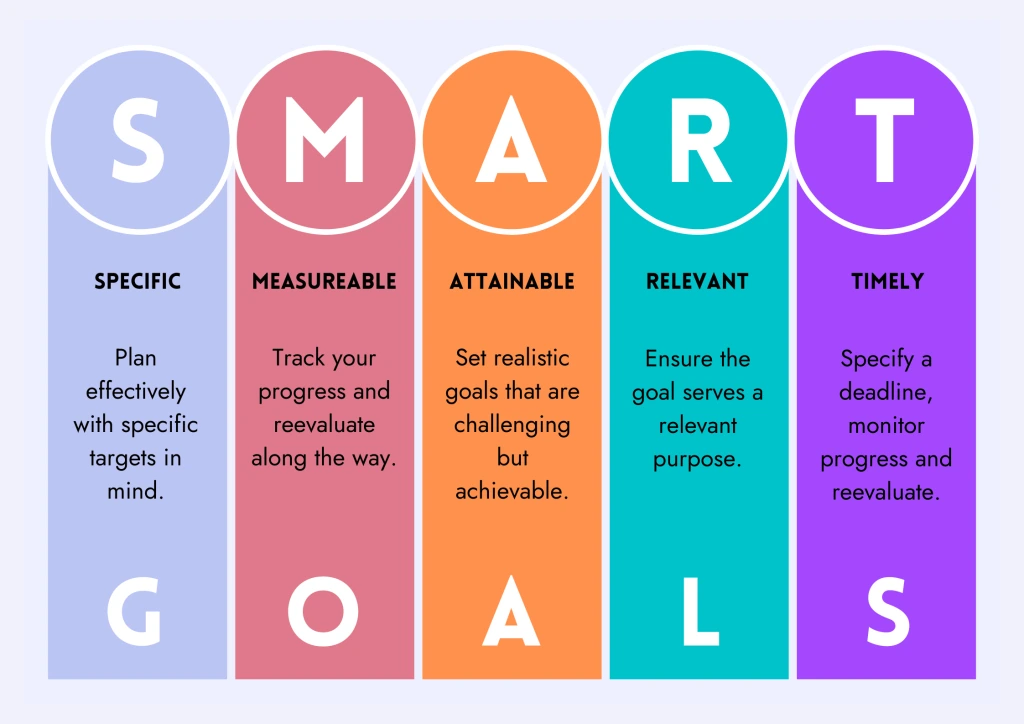 S M A R T
SPECIFIC
Plan
effectively
with specific
targets in
mind.
MEASUREABLE
Track your
progress and
reevaluate
along the way.
ATTAINABLE
Set realistic
goals that are
challenging
but
achievable.
RELEVANT
Ensure the
goal serves a
relevant
purpose.
TIMELY
Specify a
deadline,
monitor
progress and
reevaluate.
G O A L S